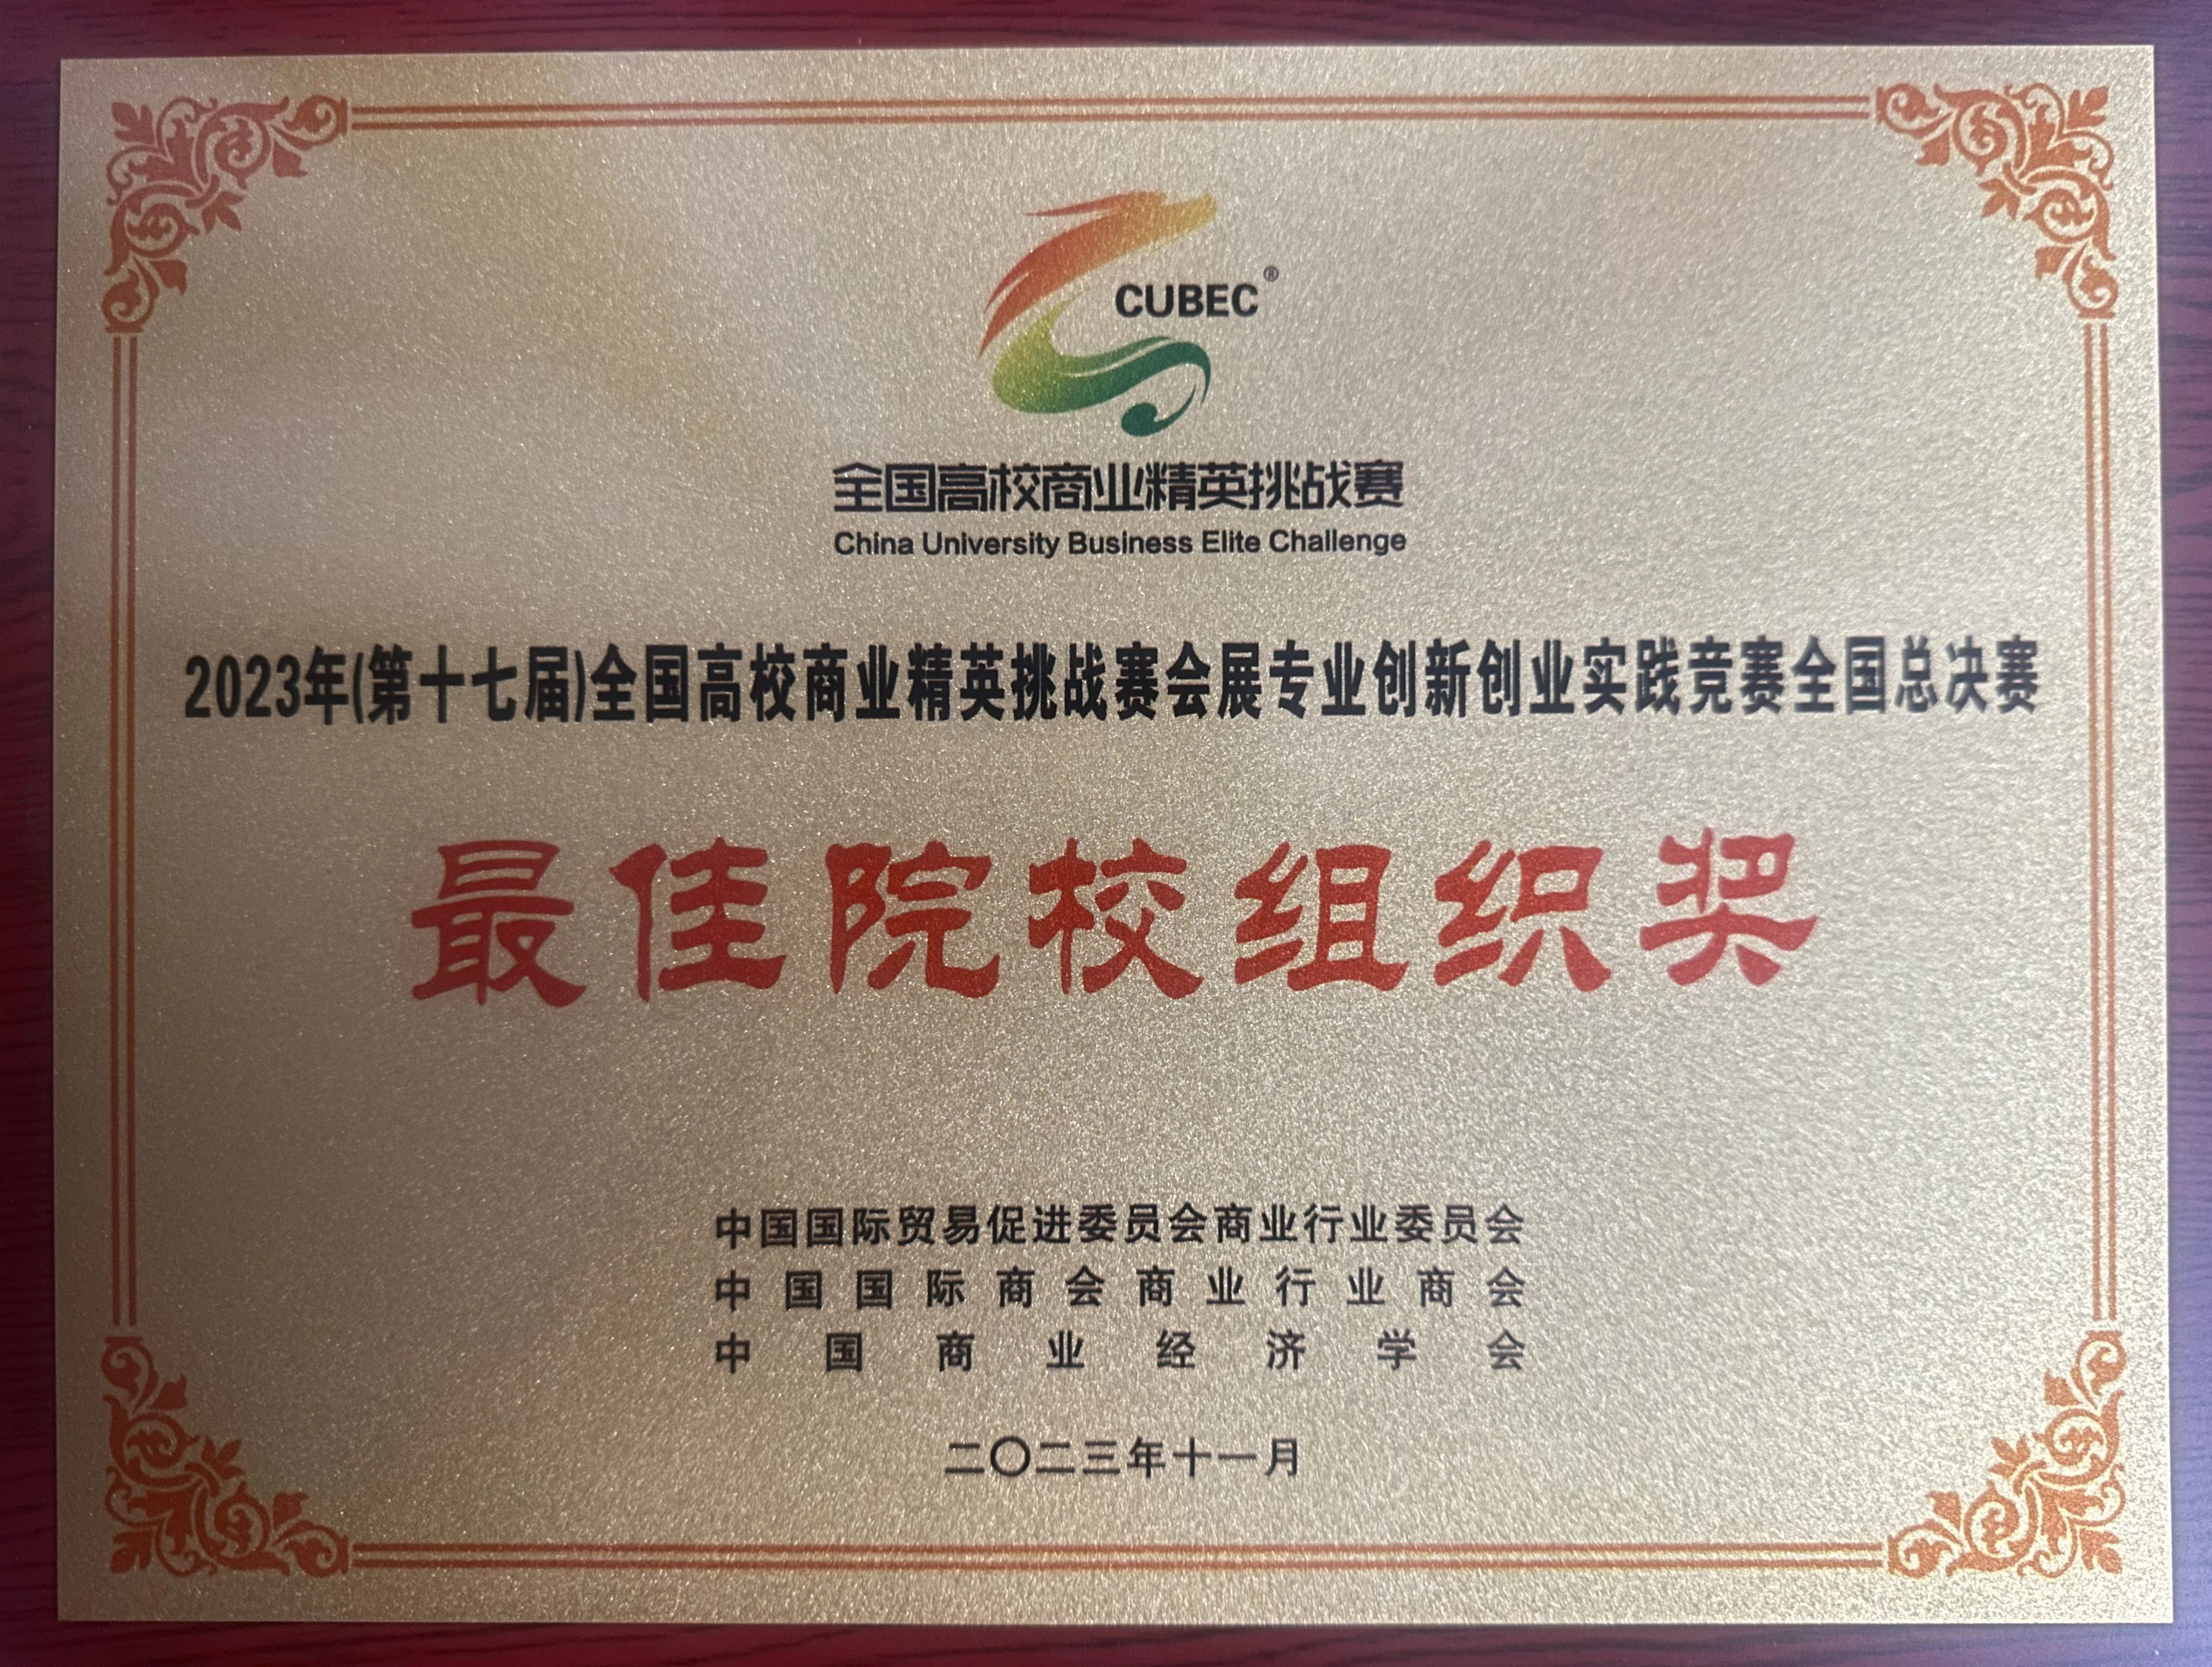 CUBEC®
全国高校商业精英挑战赛
China University Business Elite Challenge
2023年(第十七届)全国高校商业精英挑战赛会展专业创新创业实践竞赛全国总决赛
最佳院校组织奖
中国国际贸易促进委员会商业行业委员会
中国国际商会商业行业商会
中国商业经济学会
二〇二三年十一月